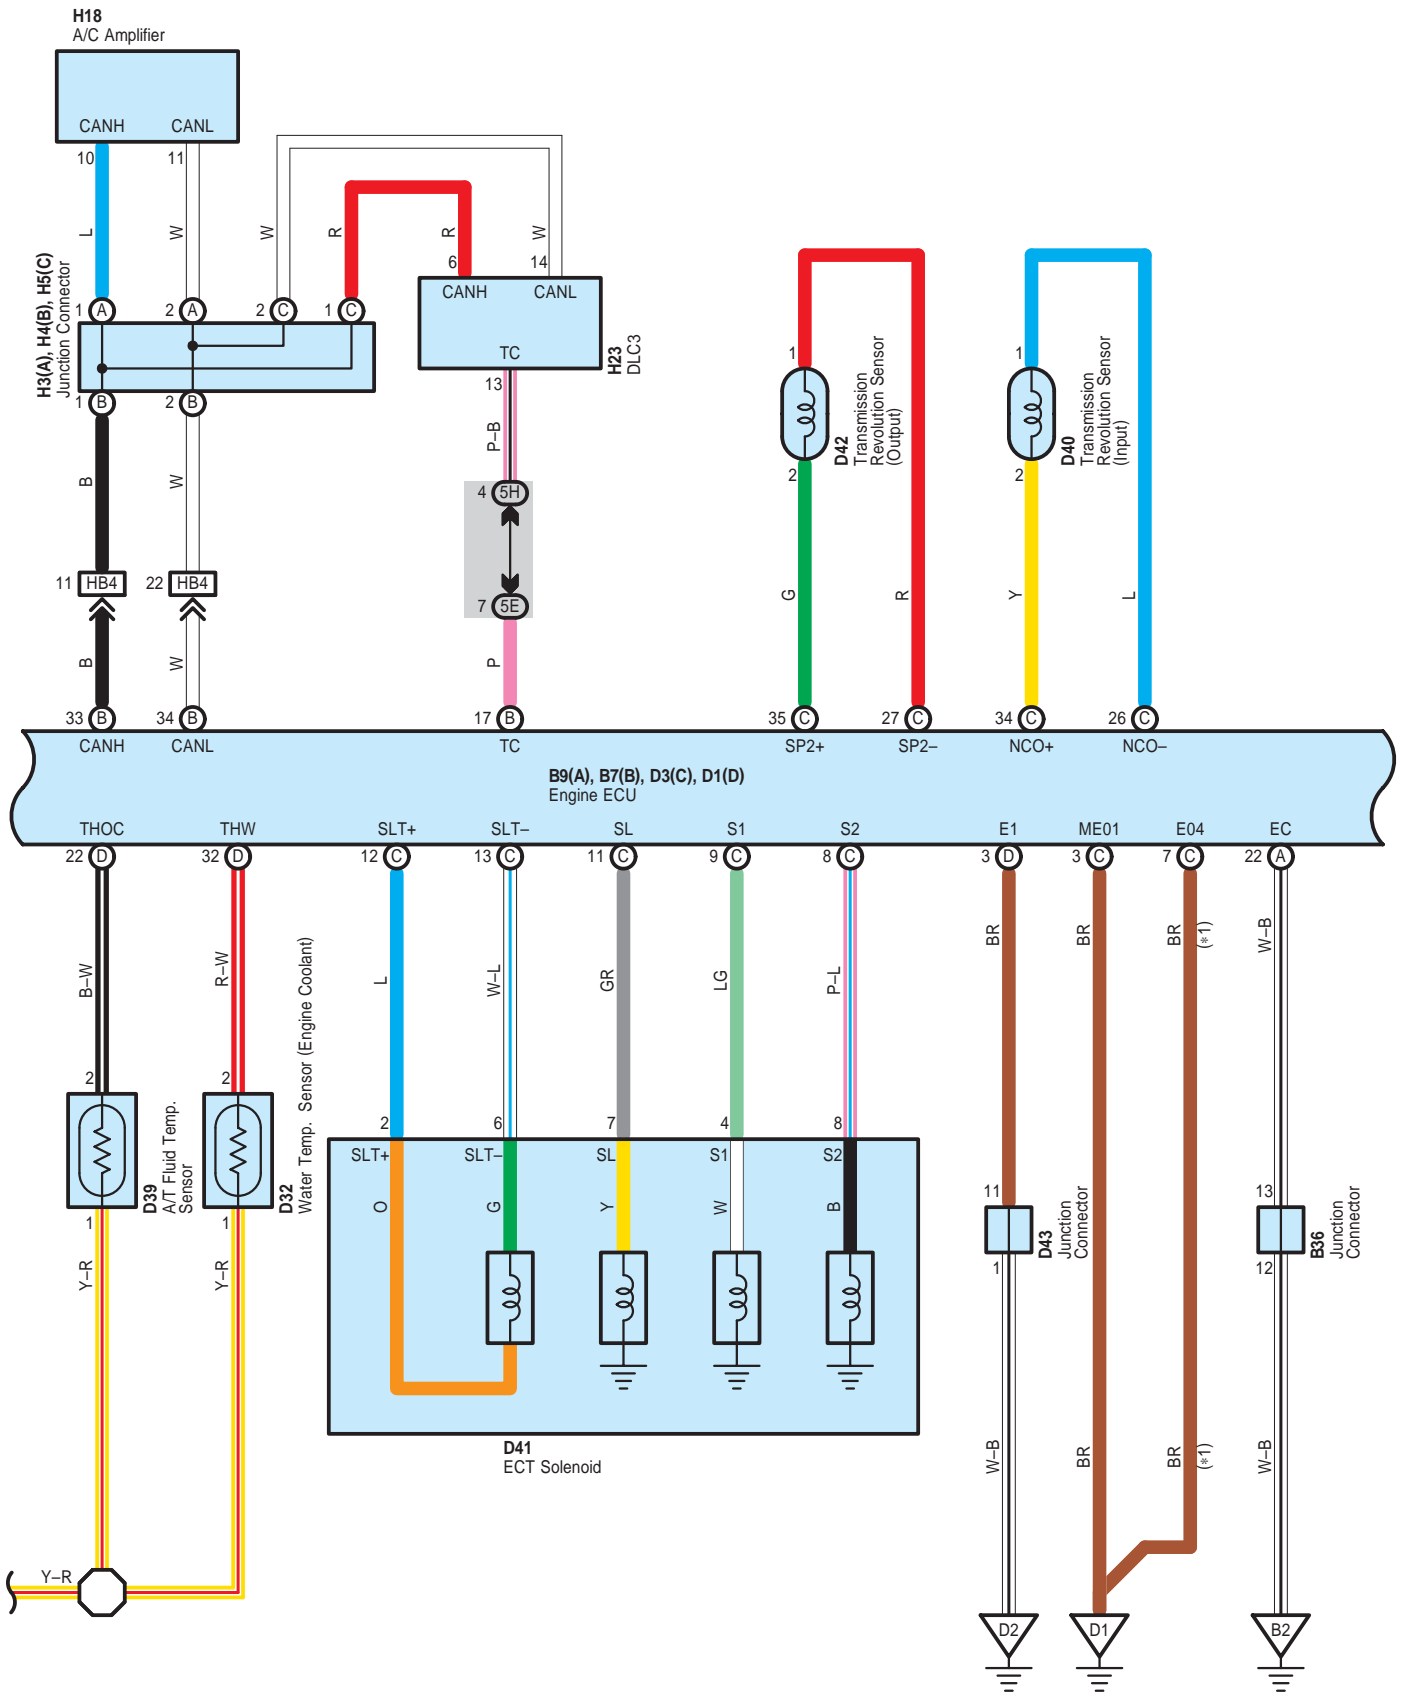 H18
A/C Amplifier
CANH CANL
10 11
L W W R R W
6 14
CANH CANL
TC
H23
DLC3
H3(A), H4(B), H5(C)
Junction Connector
1 A 2 A 2 C 1 C
1 B 2 B
13
P–B
4 5H
7 5E
P
B W
11 HB4 22 HB4
B W
1
D42
Transmission
Revolution Sensor
(Output)
2
G R
1
D40
Transmission
Revolution Sensor
(Input)
2
Y L
33 B 34 B 17 B 35 C 27 C 34 C 26 C
CANH CANL TC SP2+ SP2– NCO+ NCO–
B9(A), B7(B), D3(C), D1(D)
Engine ECU
THOC THW SLT+ SLT– SL S1 S2 E1 ME01 E04 EC
22 D 32 D 12 C 13 C 11 C 9 C 8 C 3 D 3 C 7 C 22 A
B–W R–W L W–L GR LG P–L BR BR BR (*1) W–B
2 2
D39
A/T Fluid Temp.
Sensor
D32
Water Temp. Sensor (Engine Coolant)
1 1
Y–R Y–R
2 6 7 4 8
SLT+ SLT– SL S1 S2
O G Y W B
D41
ECT Solenoid
11
D43
Junction
Connector
1
13
B36
Junction
Connector
12
W–B BR BR (*1) W–B
Y–R
D2 D1 B2